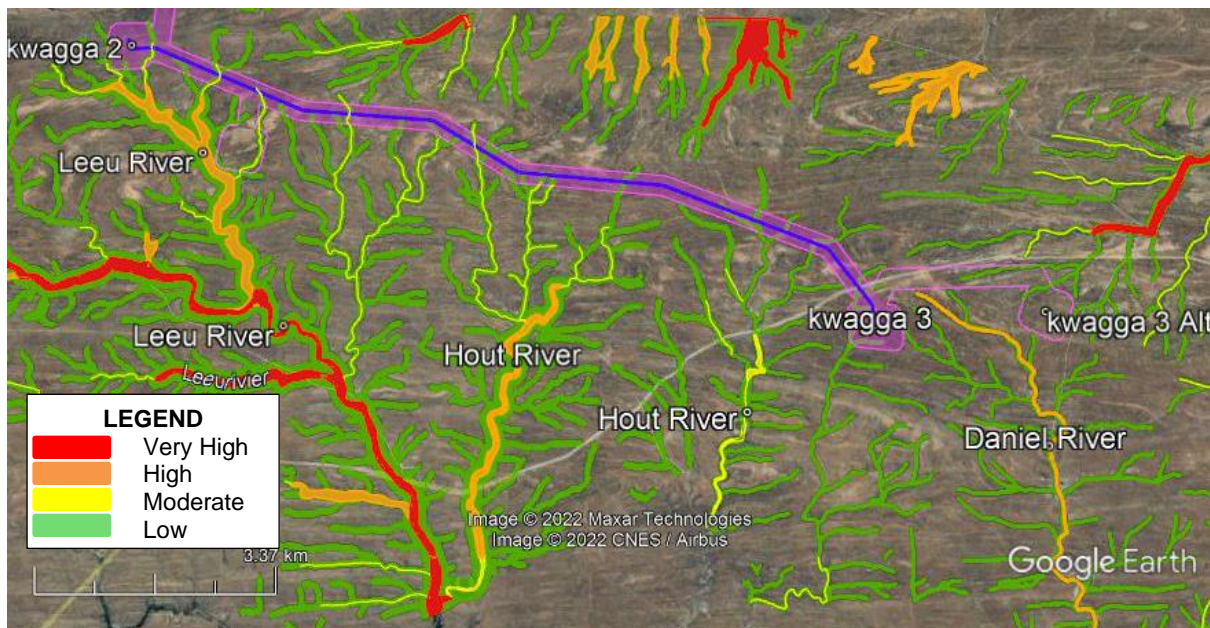 kwagga 2
Leeu River
Leeu River
Leeurivier
Hout River
kwagga 3
kwagga 3 Alt
Hout River
Daniel River
LEGEND
Very High
High
Moderate
Low
3.37 km
Image © 2022 Maxar Technologies
Image © 2022 CNES / Airbus
Google Earth